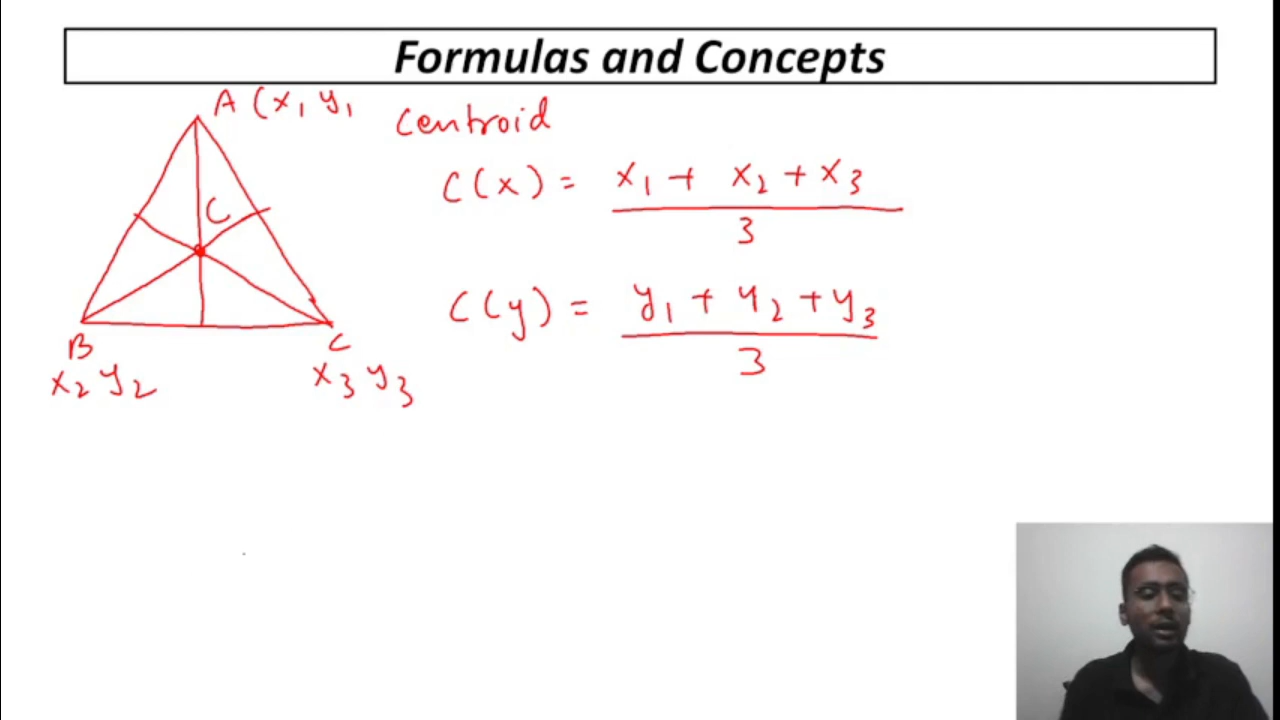 Formulas and Concepts
A (x₁ y₁
Centroid
C(x) = x₁ + x₂ + x₃
3
C
C(y) = y₁ + y₂ + y₃
3
B
C
x₂ y₂
x₃ y₃